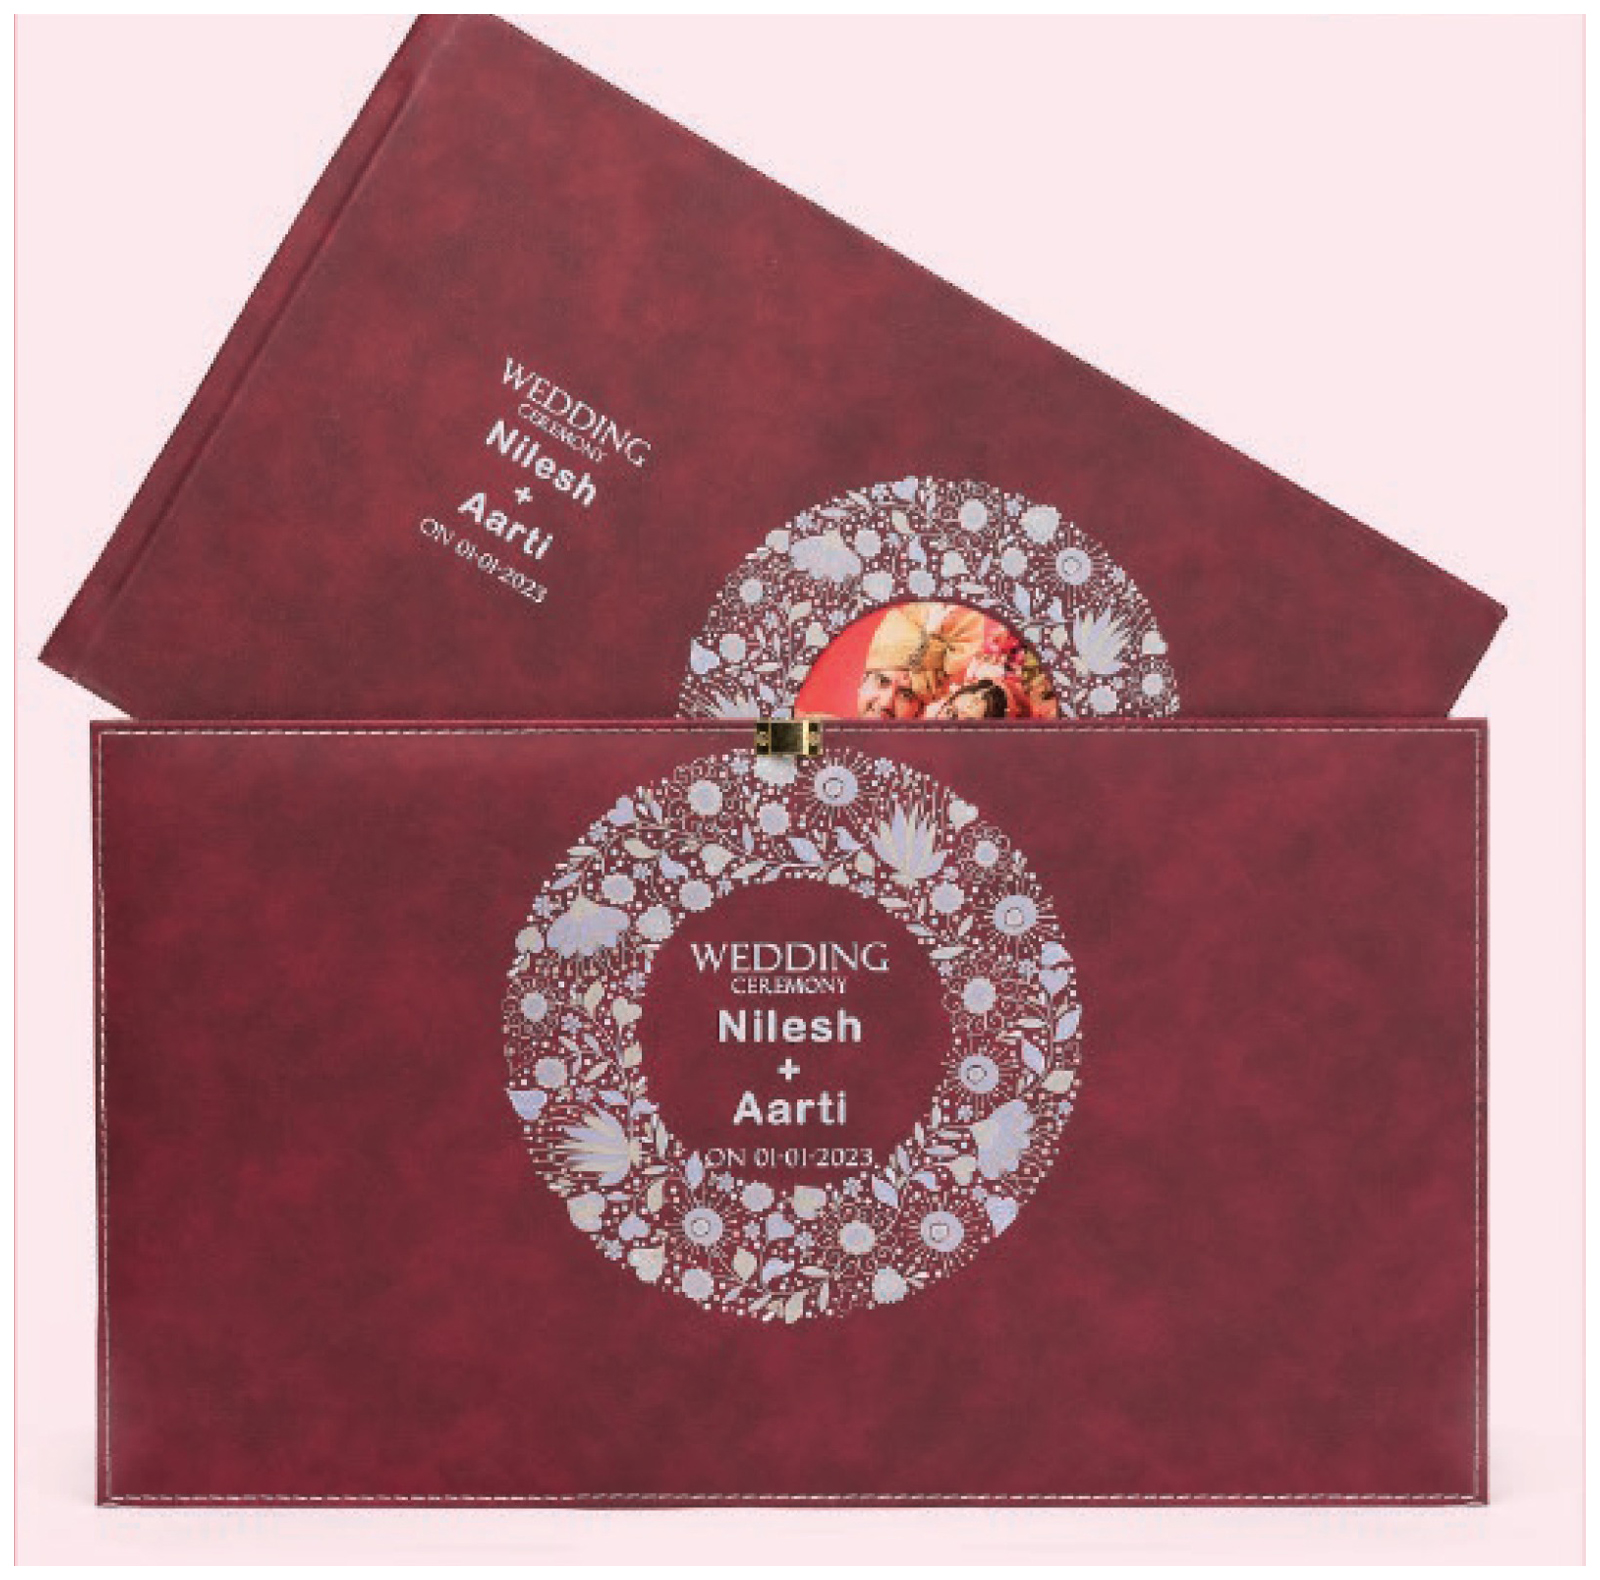 WEDDING
CEREMONY
Nilesh
+
Aarti
ON 01-01-2023
WEDDING
CEREMONY
Nilesh
+
Aarti
ON 01-01-2023